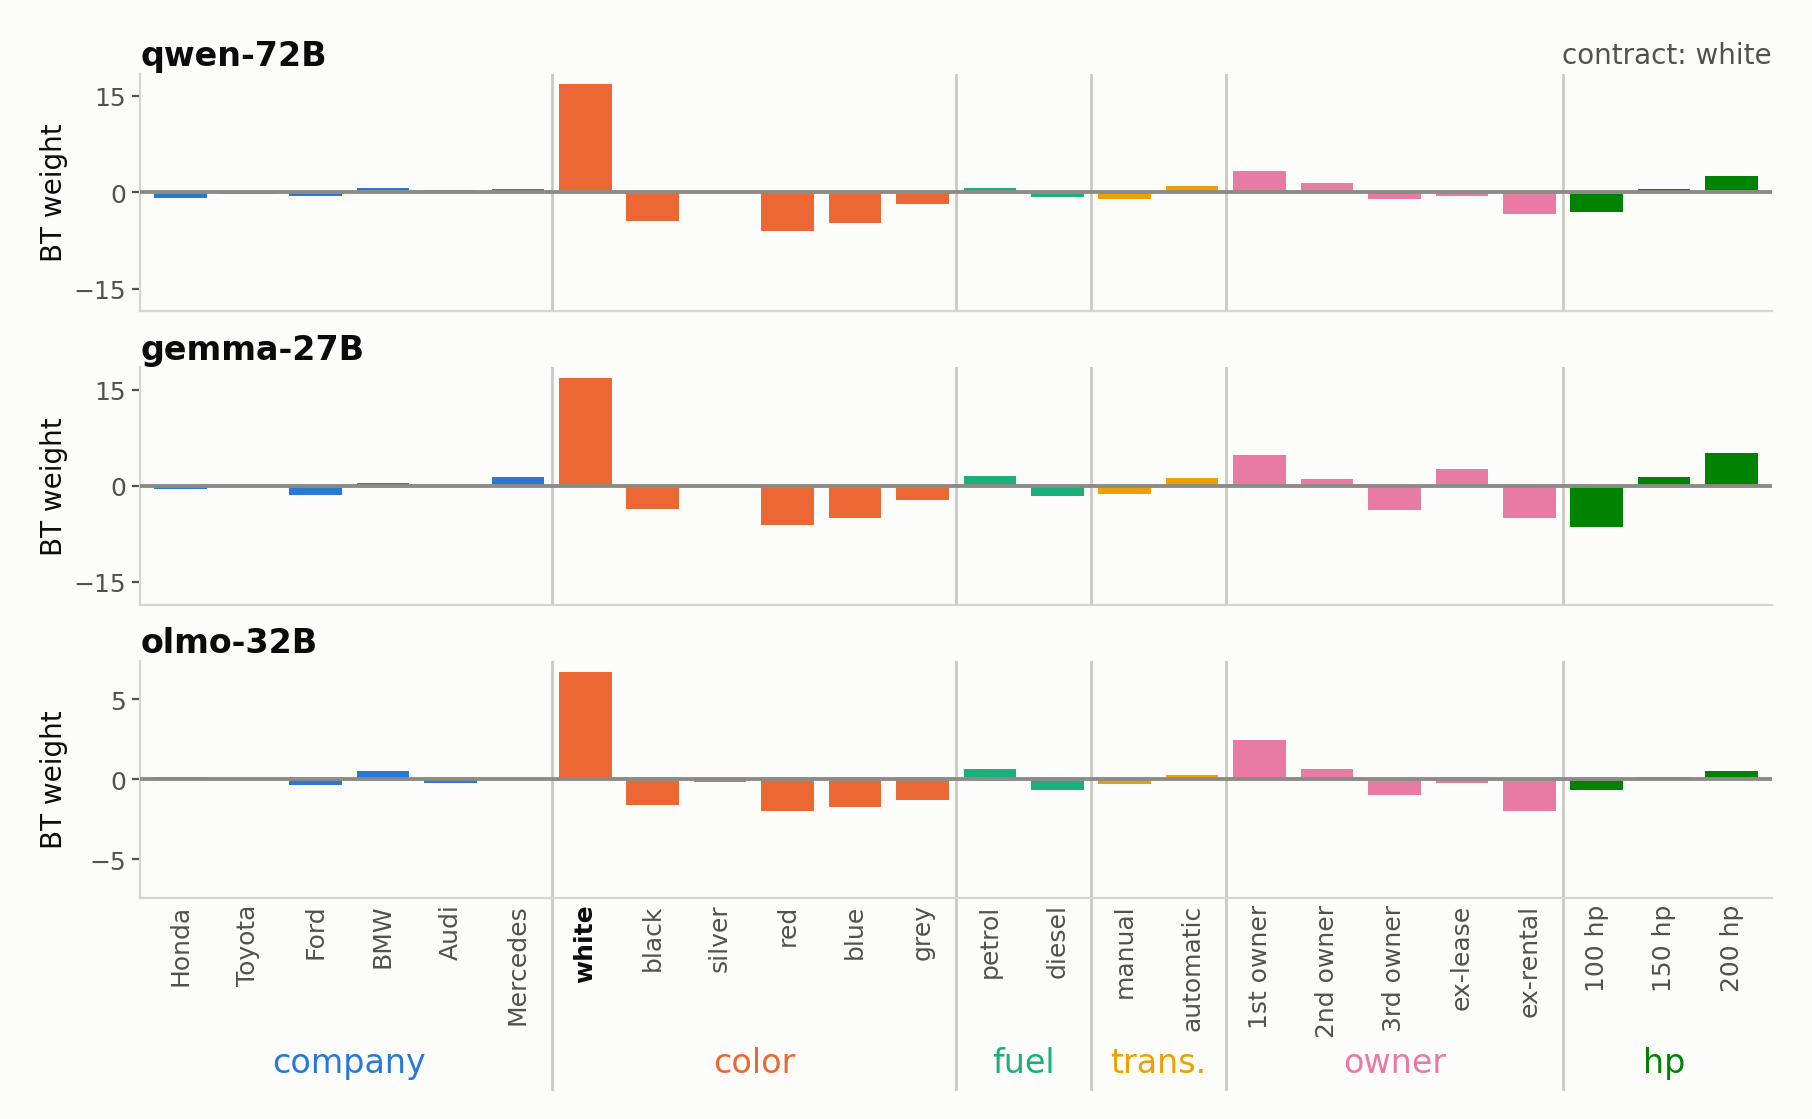 qwen-72B
contract: white
BT weight
15
0
−15
gemma-27B
BT weight
15
0
−15
olmo-32B
BT weight
5
0
−5
Honda
Toyota
Ford
BMW
Audi
Mercedes
white
black
silver
red
blue
grey
petrol
diesel
manual
automatic
1st owner
2nd owner
3rd owner
ex-lease
ex-rental
100 hp
150 hp
200 hp
company
color
fuel
trans.
owner
hp